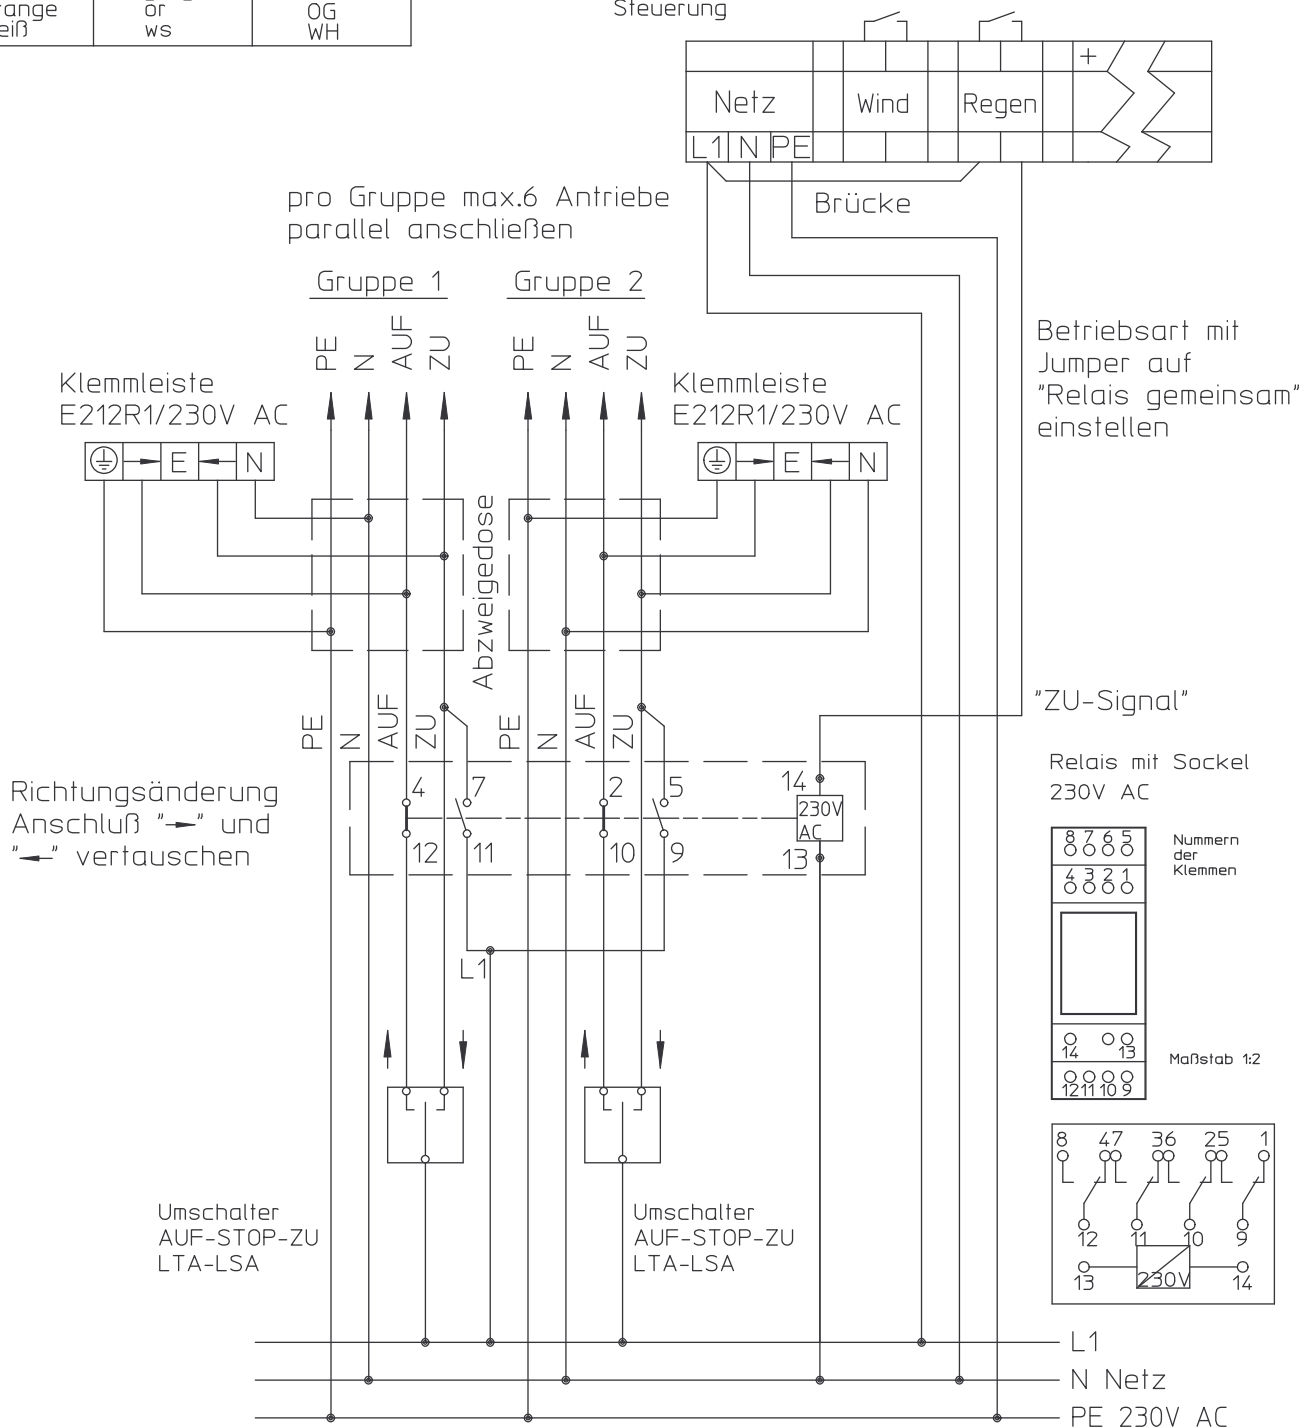 or
ws
OG
WH
Steuerung
+
Netz
Wind
Regen
L1 N PE
Brücke
pro Gruppe max.6 Antriebe
parallel anschließen
Gruppe 1
Gruppe 2
PE
N
AUF
ZU
PE
N
AUF
ZU
Betriebsart mit
Jumper auf
"Relais gemeinsam"
einstellen
Klemmleiste
E212R1/230V AC
E N
Klemmleiste
E212R1/230V AC
E N
Abzweigedose
PE
N
AUF
ZU
PE
N
AUF
ZU
"ZU-Signal"
Richtungsänderung
Anschluß "→" und
"←" vertauschen
4 7 2 5 14
230V
AC
12 11 10 9 13
L1
Relais mit Sockel
230V AC
8 7 6 5
4 3 2 1
Nummern
der
Klemmen
14 13
12 11 10 9
Maßstab 1:2
8 47 36 25 1
12 11 10 9
13 230V 14
Umschalter
AUF-STOP-ZU
LTA-LSA
Umschalter
AUF-STOP-ZU
LTA-LSA
L1
N Netz
PE 230V AC